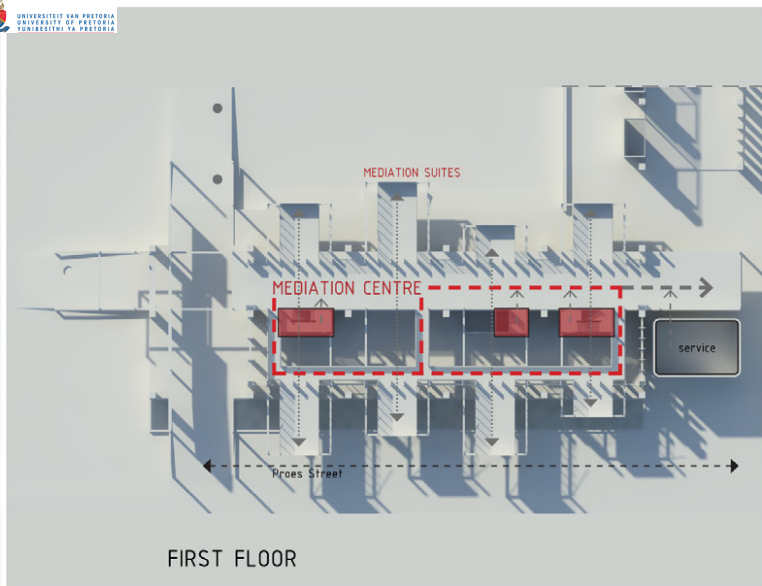 UNIVERSITEIT VAN PRETORIA
UNIVERSITY OF PRETORIA
YUNIBESITHI YA PRETORIA
MEDIATION SUITES
MEDIATION CENTRE
service
Proes Street
FIRST FLOOR